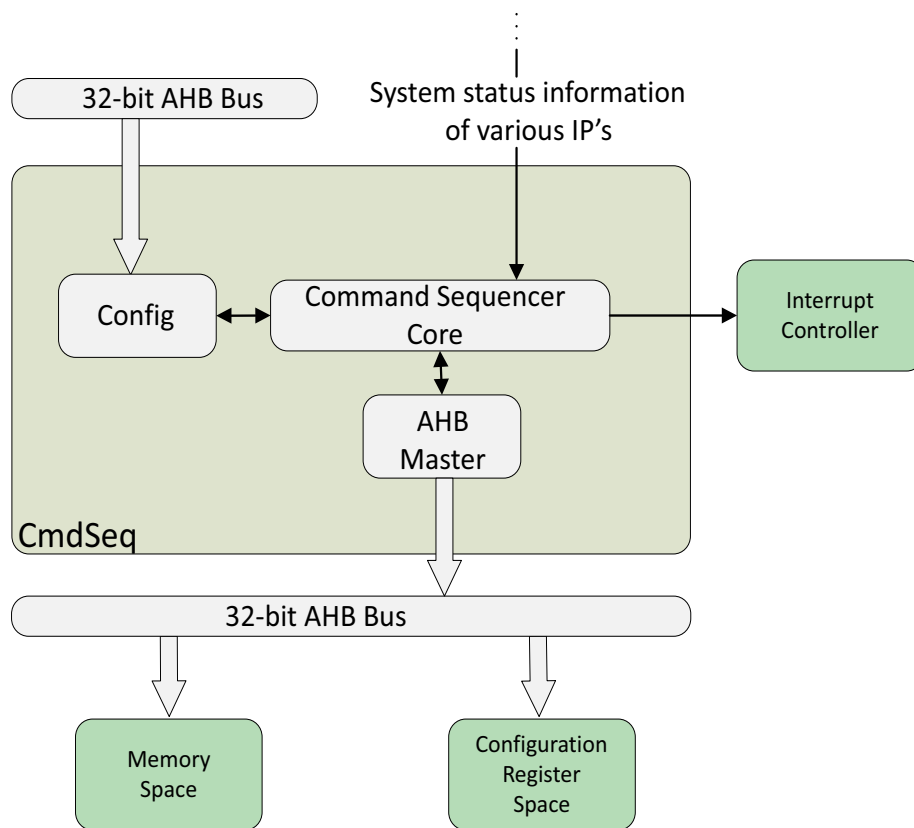 32-bit AHB Bus
System status information
of various IP's
Config
Command Sequencer
Core
Interrupt
Controller
AHB
Master
CmdSeq
32-bit AHB Bus
Memory
Space
Configuration
Register
Space